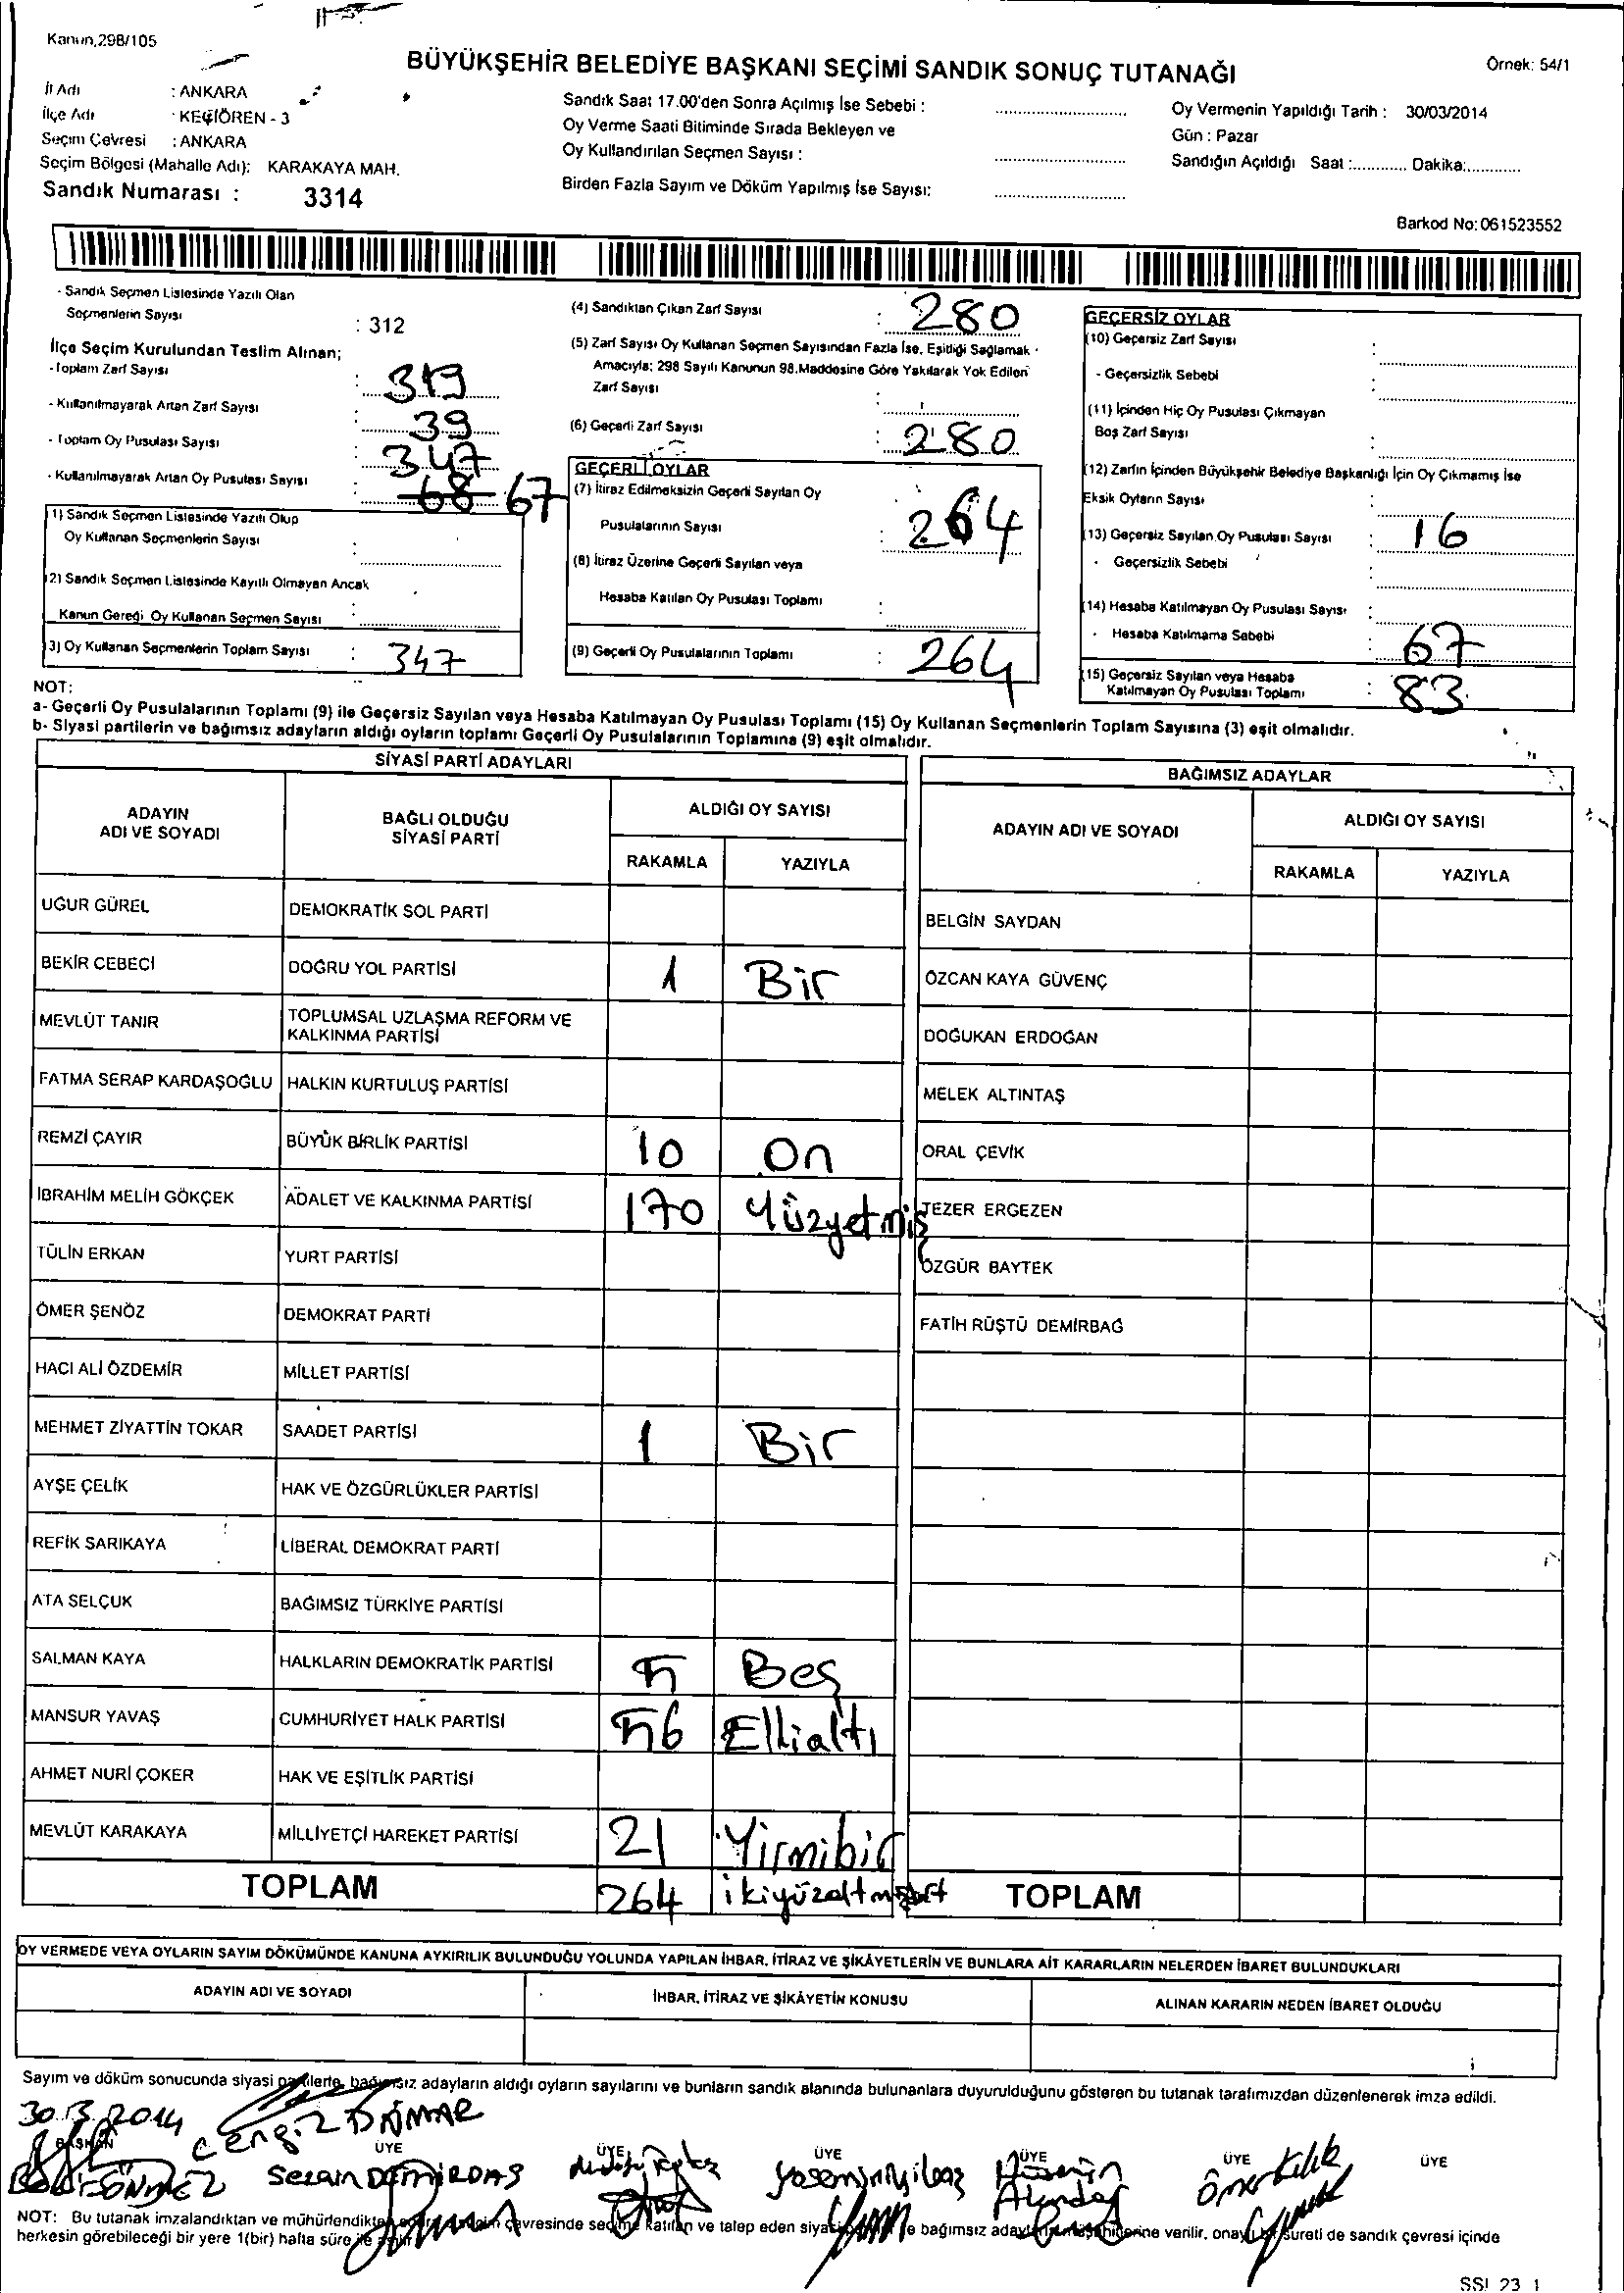 Kanun,298/105
BÜYÜKŞEHİR BELEDİYE BAŞKANI SEÇİMİ SANDIK SONUÇ TUTANAĞI
Örnek: 54/1
İl Adı : ANKARA
İlçe Adı : KEÇİÖREN - 3
Seçim Çevresi : ANKARA
Seçim Bölgesi (Mahalle Adı): KARAKAYA MAH.
Sandık Numarası : 3314
Sandık Saat 17.00'den Sonra Açılmış İse Sebebi :
Oy Verme Saati Bitiminde Sırada Bekleyen ve
Oy Kullandırılan Seçmen Sayısı :
Birden Fazla Sayım ve Döküm Yapılmış İse Sayısı:
Oy Vermenin Yapıldığı Tarih : 30/03/2014
Gün : Pazar
Sandığın Açıldığı Saat :............. Dakika:............
Barkod No:061523552
- Sandık Seçmen Listesinde Yazılı Olan
Seçmenlerin Sayısı : 312
İlçe Seçim Kurulundan Teslim Alınan;
- Toplam Zarf Sayısı : 319
- Kullanılmayarak Artan Zarf Sayısı : 39
- Toplam Oy Pusulası Sayısı : 347
- Kullanılmayarak Artan Oy Pusulası Sayısı : 68 67
1) Sandık Seçmen Listesinde Yazılı Olup
Oy Kullanan Seçmenlerin Sayısı :
2) Sandık Seçmen Listesinde Kayıtlı Olmayan Ancak
Kanun Gereği Oy Kullanan Seçmen Sayısı :
3) Oy Kullanan Seçmenlerin Toplam Sayısı : 347
(4) Sandıktan Çıkan Zarf Sayısı : 280
(5) Zarf Sayısı Oy Kullanan Seçmen Sayısından Fazla İse, Eşitliği Sağlamak
Amacıyla; 298 Sayılı Kanunun 98.Maddesine Göre Yakılarak Yok Edilen
Zarf Sayısı :
(6) Geçerli Zarf Sayısı : 280
GEÇERLİ OYLAR
(7) İtiraz Edilmeksizin Geçerli Sayılan Oy
Pusulalarının Sayısı : 264
(8) İtiraz Üzerine Geçerli Sayılan veya
Hesaba Katılan Oy Pusulası Toplamı :
(9) Geçerli Oy Pusulalarının Toplamı : 264
GEÇERSİZ OYLAR
(10) Geçersiz Zarf Sayısı :
- Geçersizlik Sebebi :
(11) İçinden Hiç Oy Pusulası Çıkmayan
Boş Zarf Sayısı :
(12) Zarfın İçinden Büyükşehir Belediye Başkanlığı İçin Oy Çıkmamış İse
Eksik Oyların Sayısı :
(13) Geçersiz Sayılan Oy Pusulası Sayısı : 16
- Geçersizlik Sebebi :
(14) Hesaba Katılmayan Oy Pusulası Sayısı :
- Hesaba Katılmama Sebebi : 67
(15) Geçersiz Sayılan veya Hesaba
Katılmayan Oy Pusulası Toplamı : 83
NOT:
a- Geçerli Oy Pusulalarının Toplamı (9) ile Geçersiz Sayılan veya Hesaba Katılmayan Oy Pusulası Toplamı (15) Oy Kullanan Seçmenlerin Toplam Sayısına (3) eşit olmalıdır.
b- Siyasi partilerin ve bağımsız adayların aldığı oyların toplamı Geçerli Oy Pusulalarının Toplamına (9) eşit olmalıdır.
SİYASİ PARTİ ADAYLARI
ADAYIN ADI VE SOYADI BAĞLI OLDUĞU SİYASİ PARTİ ALDIĞI OY SAYISI
RAKAMLA YAZIYLA
UĞUR GÜREL DEMOKRATİK SOL PARTİ
BEKİR CEBECİ DOĞRU YOL PARTİSİ 1 Bir
MEVLÜT TANIR TOPLUMSAL UZLAŞMA REFORM VE KALKINMA PARTİSİ
FATMA SERAP KARDAŞOĞLU HALKIN KURTULUŞ PARTİSİ
REMZİ ÇAYIR BÜYÜK BİRLİK PARTİSİ 10 On
İBRAHİM MELİH GÖKÇEK ADALET VE KALKINMA PARTİSİ 170 Yüzyetmiş
TÜLİN ERKAN YURT PARTİSİ
ÖMER ŞENÖZ DEMOKRAT PARTİ
HACI ALİ ÖZDEMİR MİLLET PARTİSİ
MEHMET ZİYATTİN TOKAR SAADET PARTİSİ 1 Bir
AYŞE ÇELİK HAK VE ÖZGÜRLÜKLER PARTİSİ
REFİK SARIKAYA LİBERAL DEMOKRAT PARTİ
ATA SELÇUK BAĞIMSIZ TÜRKİYE PARTİSİ
SALMAN KAYA HALKLARIN DEMOKRATİK PARTİSİ 5 Beş
MANSUR YAVAŞ CUMHURİYET HALK PARTİSİ 56 Ellialtı
AHMET NURİ ÇOKER HAK VE EŞİTLİK PARTİSİ
MEVLÜT KARAKAYA MİLLİYETÇİ HAREKET PARTİSİ 21 Yirmibir
TOPLAM 264 ikiyüzaltmışdört
BAĞIMSIZ ADAYLAR
ADAYIN ADI VE SOYADI ALDIĞI OY SAYISI
RAKAMLA YAZIYLA
BELGİN SAYDAN
ÖZCAN KAYA GÜVENÇ
DOĞUKAN ERDOĞAN
MELEK ALTINTAŞ
ORAL ÇEVİK
TEZER ERGEZEN
ÖZGÜR BAYTEK
FATİH RÜŞTÜ DEMİRBAĞ
TOPLAM
OY VERMEDE VEYA OYLARIN SAYIM DÖKÜMÜNDE KANUNA AYKIRILIK BULUNDUĞU YOLUNDA YAPILAN İHBAR, İTİRAZ VE ŞİKÂYETLERİN VE BUNLARA AİT KARARLARIN NELERDEN İBARET BULUNDUKLARI
ADAYIN ADI VE SOYADI İHBAR, İTİRAZ VE ŞİKÂYETİN KONUSU ALINAN KARARIN NEDEN İBARET OLDUĞU
Sayım ve döküm sonucunda siyasi partilerle, bağımsız adayların aldığı oyların sayılarını ve bunların sandık alanında bulunanlara duyurulduğunu gösteren bu tutanak tarafımızdan düzenlenerek imza edildi.
30.3.2014
BAŞKAN ÜYE ÜYE ÜYE ÜYE ÜYE ÜYE
Sezain DEMİRDAŞ Yasemin Hüseyin Ömer
NOT: Bu tutanak imzalandıktan ve mühürlendikten çevresinde seçime katılan ve talep eden bağımsız verilir, sureti de sandık çevresi içinde
herkesin görebileceği bir yere 1(bir) hafta süre ile
SSI 23 1